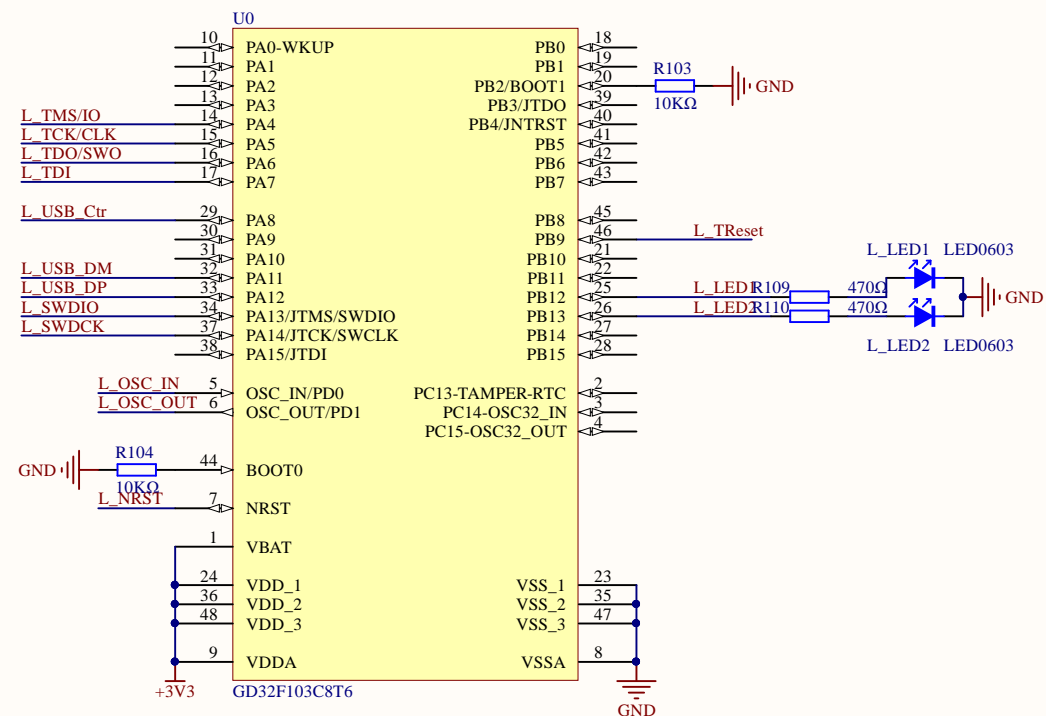 U0
10 PA0-WKUP PB0 18
11 PA1 PB1 19
12 PA2 PB2/BOOT1 20 R103 10KΩ GND
13 PA3 PB3/JTDO 39
L_TMS/IO 14 PA4 PB4/JNTRST 40
L_TCK/CLK 15 PA5 PB5 41
L_TDO/SWO 16 PA6 PB6 42
L_TDI 17 PA7 PB7 43
L_USB_Ctr 29 PA8 PB8 45
30 PA9 PB9 46 L_TReset
31 PA10 PB10 21
L_USB_DM 32 PA11 PB11 22 L_LED1 LED0603
L_USB_DP 33 PA12 PB12 25 L_LED1 R109 470Ω GND
L_SWDIO 34 PA13/JTMS/SWDIO PB13 26 L_LED2 R110 470Ω
L_SWDCK 37 PA14/JTCK/SWCLK PB14 27 L_LED2 LED0603
38 PA15/JTDI PB15 28
L_OSC_IN 5 OSC_IN/PD0 PC13-TAMPER-RTC 2
L_OSC_OUT 6 OSC_OUT/PD1 PC14-OSC32_IN 3
PC15-OSC32_OUT 4
R104
GND 44 BOOT0
10KΩ
L_NRST 7 NRST
1 VBAT
24 VDD_1 VSS_1 23
36 VDD_2 VSS_2 35
48 VDD_3 VSS_3 47
9 VDDA VSSA 8
+3V3 GD32F103C8T6
GND